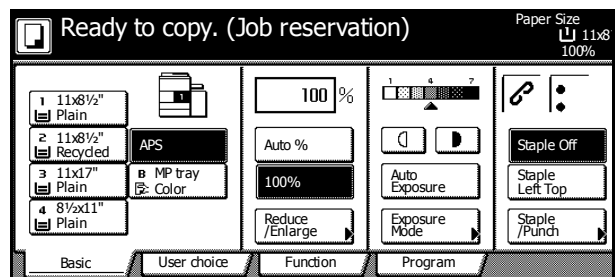 Ready to copy. (Job reservation)
Paper Size
11x8
100%
1 11x8½"
Plain
2 11x8½"
Recycled
3 11x17"
Plain
4 8½x11"
Plain
1
APS
B MP tray
Color
100 %
Auto %
100%
Reduce
/Enlarge
1 4 7
Auto
Exposure
Exposure
Mode
Staple Off
Staple
Left Top
Staple
/Punch
Basic
User choice
Function
Program